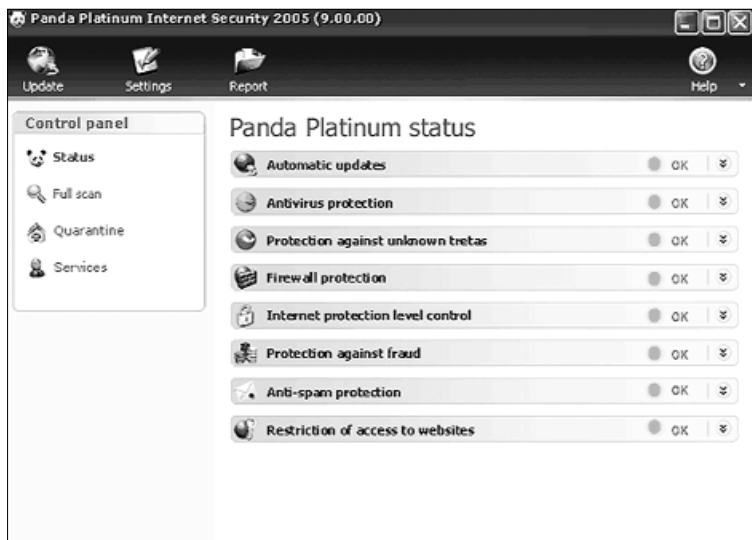 Panda Platinum Internet Security 2005 (9.00.00)
Update
Settings
Report
Help
Control panel
Status
Full scan
Quarantine
Services
Panda Platinum status
Automatic updates OK
Antivirus protection OK
Protection against unknown tretas OK
Firewall protection OK
Internet protection level control OK
Protection against fraud OK
Anti-spam protection OK
Restriction of access to websites OK